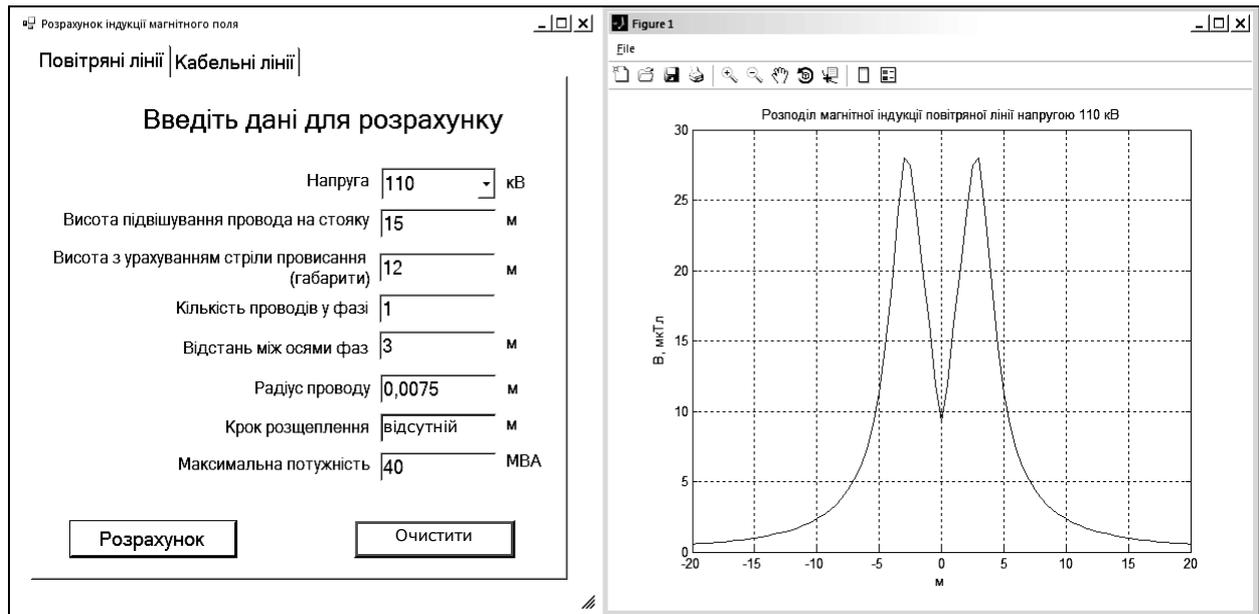 Розрахунок індукції магнітного поля
Повітряні лінії
Кабельні лінії
Введіть дані для розрахунку
Напруга 110 кВ
Висота підвішування провода на стояку 15 м
Висота з урахуванням стріли провисання
(габарити) 12 м
Кількість проводів у фазі 1
Відстань між осями фаз 3 м
Радіус проводу 0,0075 м
Крок розщеплення відсутній м
Максимальна потужність 40 МВА
Розрахунок
Очистити
Figure 1
File
Розподіл магнітної індукції повітряної лінії напругою 110 кВ
30
25
20
15
10
5
0
В, мкТл
-20 -15 -10 -5 0 5 10 15 20
м